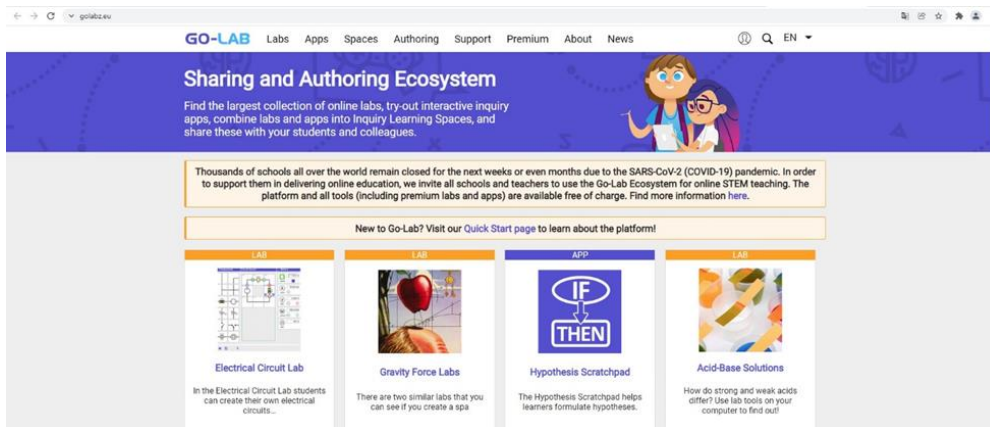 golabz.eu
GO-LAB Labs Apps Spaces Authoring Support Premium About News EN
Sharing and Authoring Ecosystem
Find the largest collection of online labs, try-out interactive inquiry
apps, combine labs and apps into Inquiry Learning Spaces, and
share these with your students and colleagues.
Thousands of schools all over the world remain closed for the next weeks or even months due to the SARS-CoV-2 (COVID-19) pandemic. In order
to support them in delivering online education, we invite all schools and teachers to use the Go-Lab Ecosystem for online STEM teaching. The
platform and all tools (including premium labs and apps) are available free of charge. Find more information here.
New to Go-Lab? Visit our Quick Start page to learn about the platform!
LAB
Electrical Circuit Lab
In the Electrical Circuit Lab students
can create their own electrical
circuits...
LAB
Gravity Force Labs
There are two similar labs that you
can see if you create a spa
APP
IF
THEN
Hypothesis Scratchpad
The Hypothesis Scratchpad helps
learners formulate hypotheses.
LAB
Acid-Base Solutions
How do strong and weak acids
differ? Use lab tools on your
computer to find out!